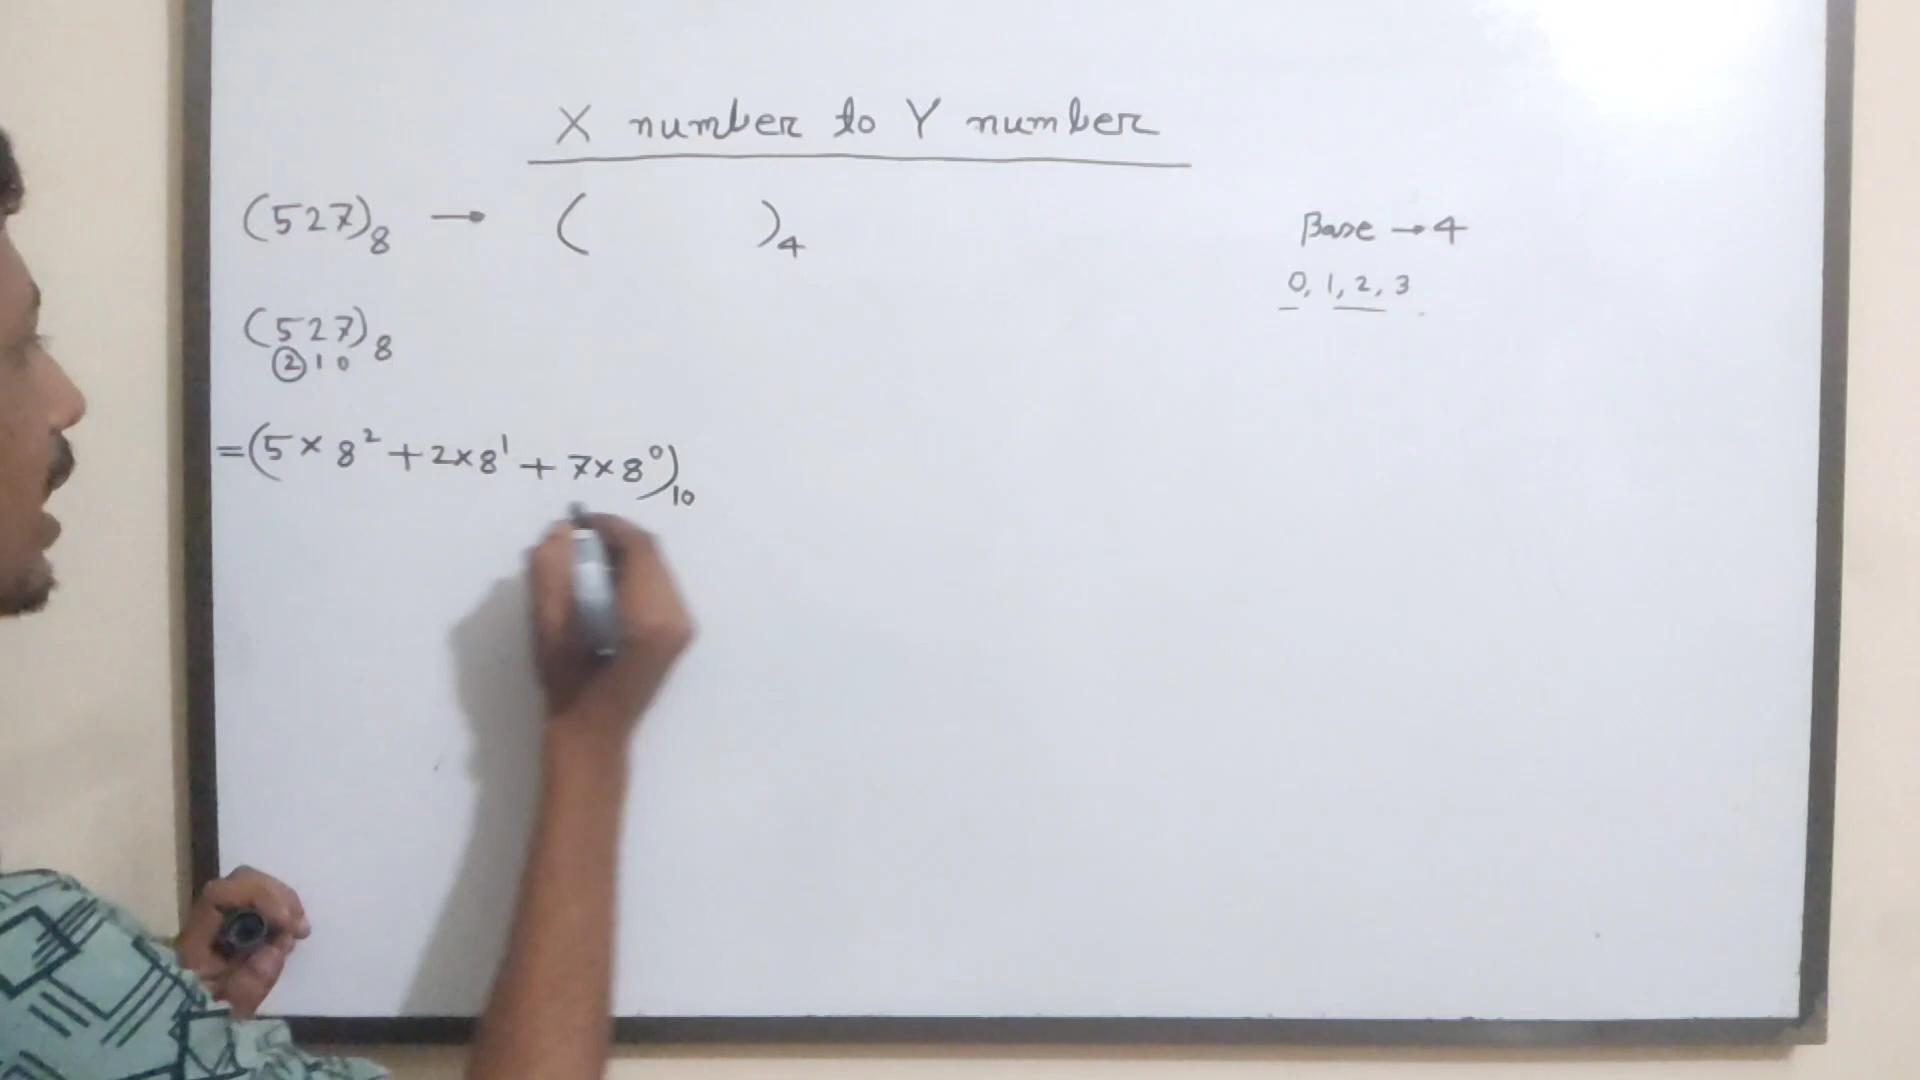 X number to Y number
(527)₈ → (      )₄
Base → 4
0, 1, 2, 3
(527)₈
2 1 0
= (5 × 8² + 2 × 8¹ + 7 × 8⁰)₁₀